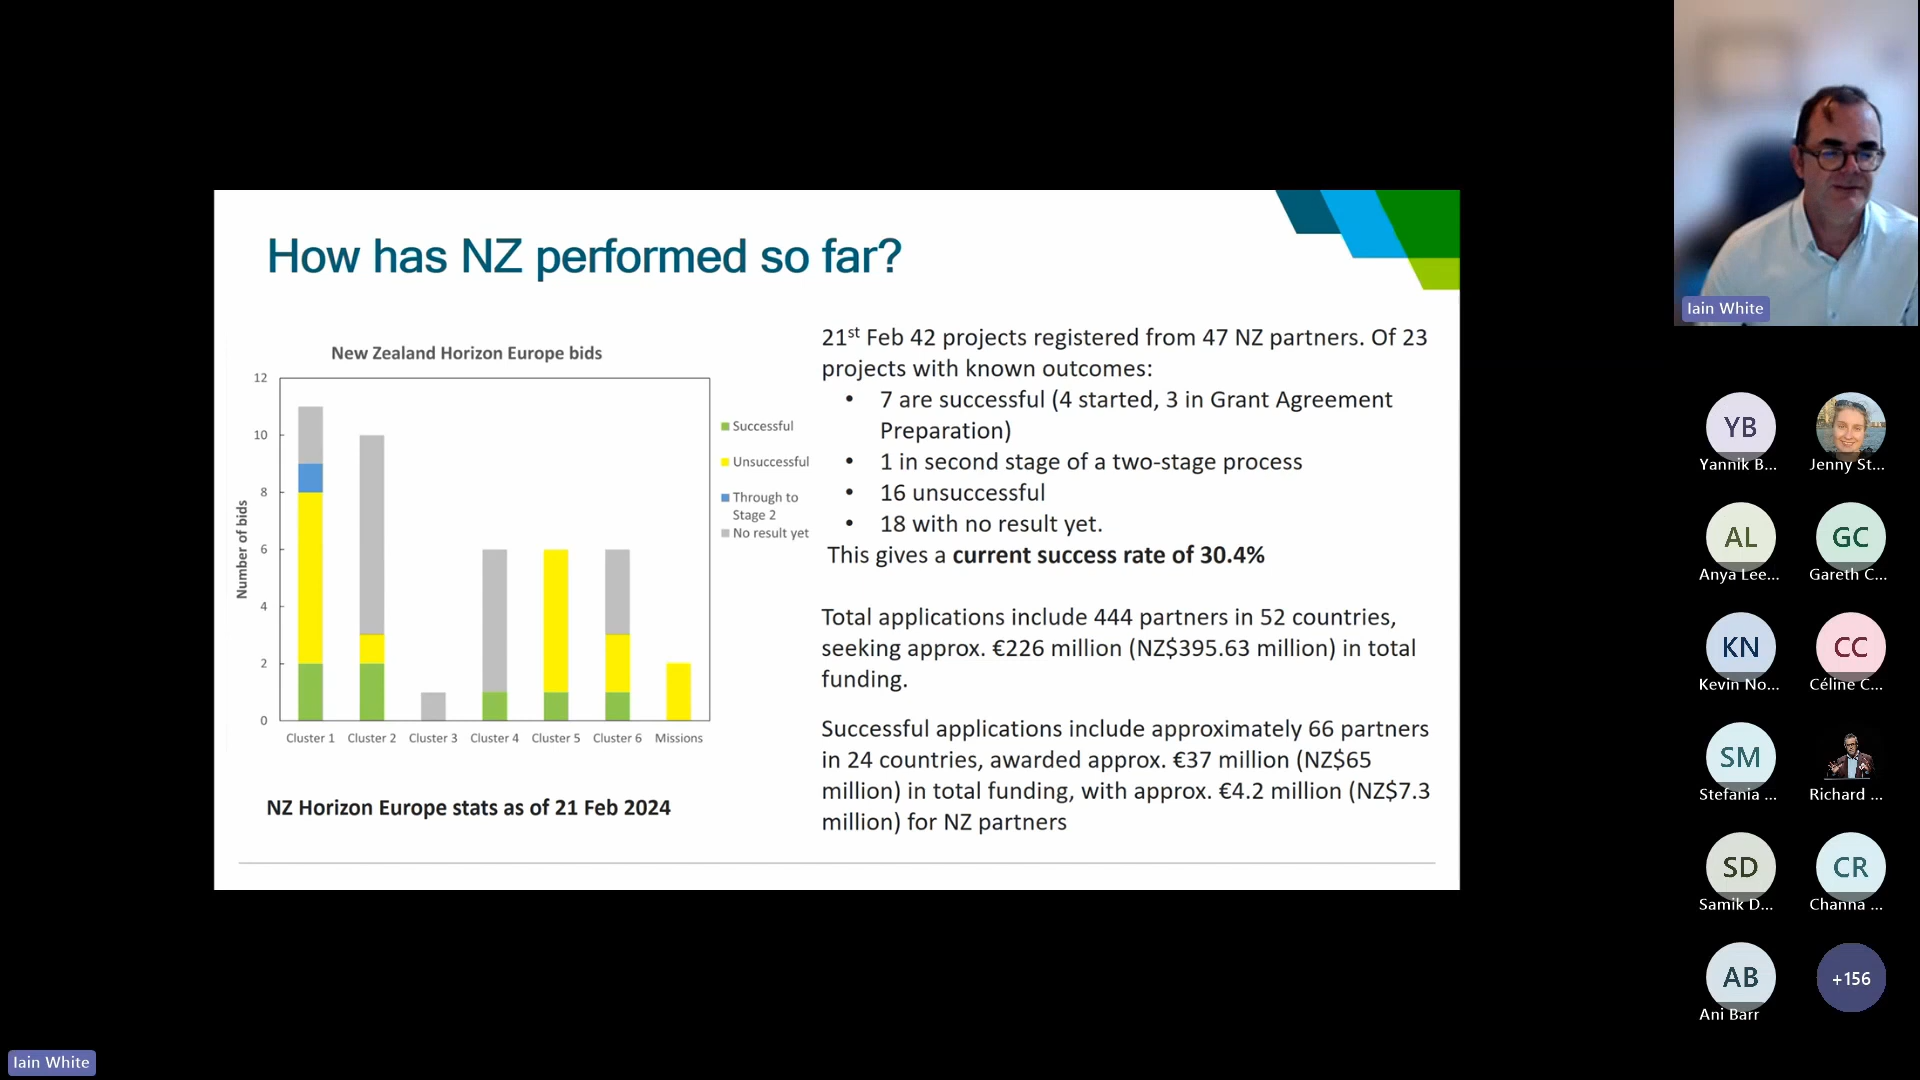 How has NZ performed so far?
New Zealand Horizon Europe bids
12
10
8
6
4
2
0
Number of bids
Cluster 1 Cluster 2 Cluster 3 Cluster 4 Cluster 5 Cluster 6 Missions
Successful
Unsuccessful
Through to
Stage 2
No result yet
NZ Horizon Europe stats as of 21 Feb 2024
21st Feb 42 projects registered from 47 NZ partners. Of 23
projects with known outcomes:
• 7 are successful (4 started, 3 in Grant Agreement
Preparation)
• 1 in second stage of a two-stage process
• 16 unsuccessful
• 18 with no result yet.
This gives a current success rate of 30.4%
Total applications include 444 partners in 52 countries,
seeking approx. €226 million (NZ$395.63 million) in total
funding.
Successful applications include approximately 66 partners
in 24 countries, awarded approx. €37 million (NZ$65
million) in total funding, with approx. €4.2 million (NZ$7.3
million) for NZ partners
Iain White
YB
Yannik B...
Jenny St...
AL
Anya Lee...
GC
Gareth C...
KN
Kevin No...
CC
Céline C...
SM
Stefania ...
Richard ...
SD
Samik D...
CR
Channa ...
AB
Ani Barr
+156
Iain White